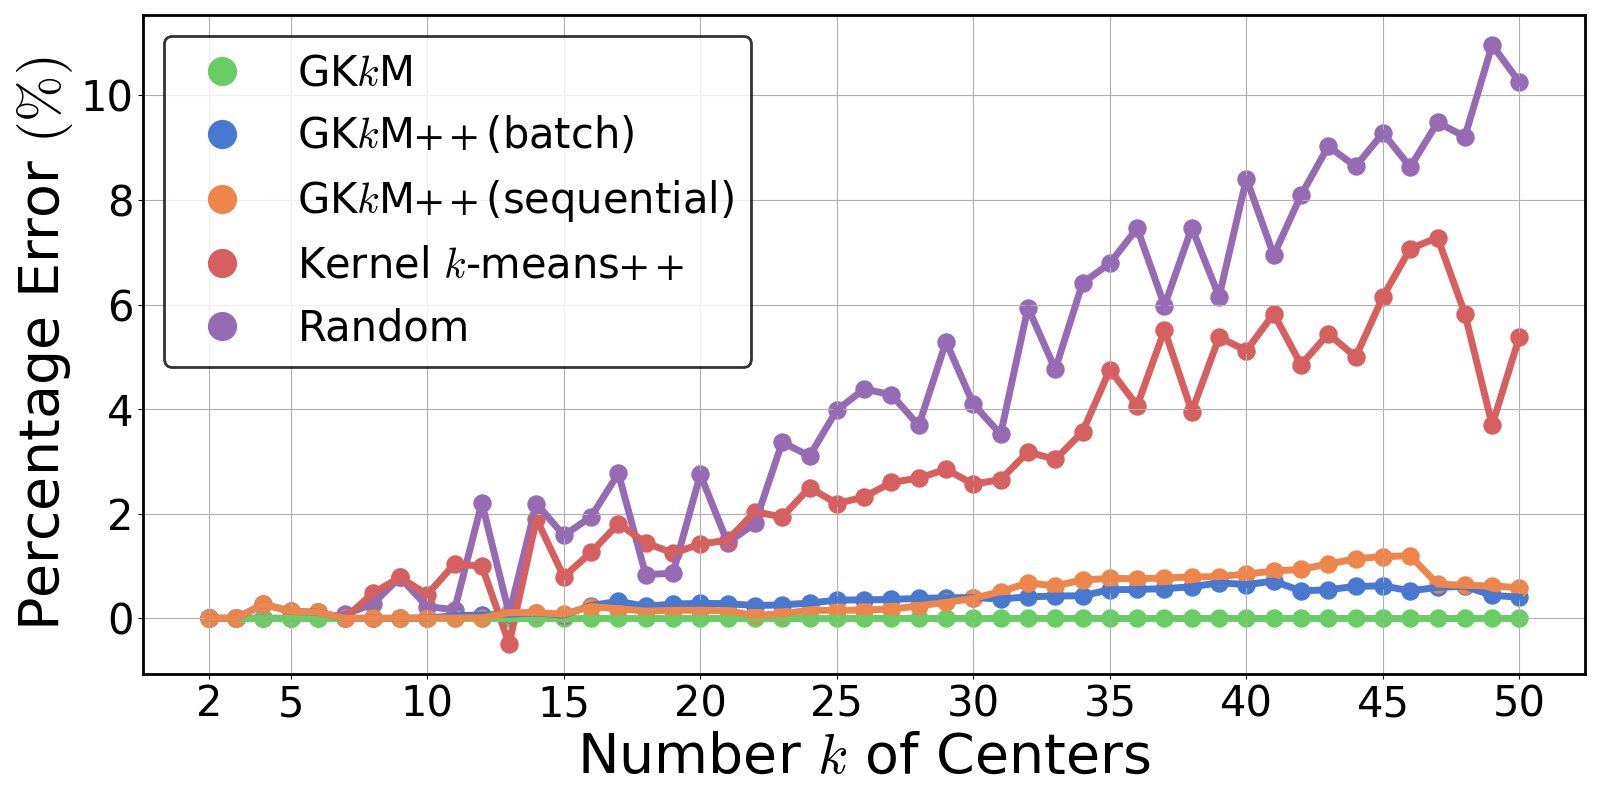 GKkM
GKkM++(batch)
GKkM++(sequential)
Kernel k-means++
Random
Percentage Error (%)
10
8
6
4
2
0
2 5 10 15 20 25 30 35 40 45 50
Number k of Centers